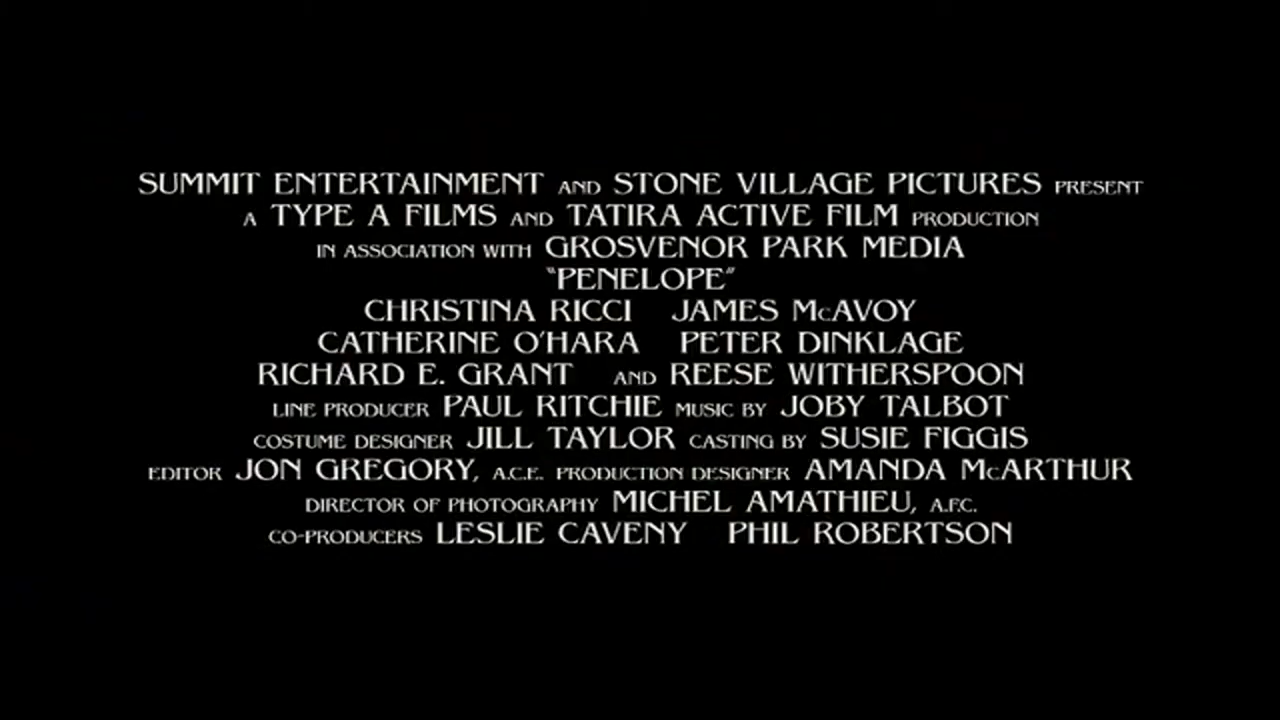 SUMMIT ENTERTAINMENT AND STONE VILLAGE PICTURES PRESENT
A TYPE A FILMS AND TATIRA ACTIVE FILM PRODUCTION
IN ASSOCIATION WITH GROSVENOR PARK MEDIA
"PENELOPE"
CHRISTINA RICCI JAMES McAVOY
CATHERINE O'HARA PETER DINKLAGE
RICHARD E. GRANT AND REESE WITHERSPOON
LINE PRODUCER PAUL RITCHIE MUSIC BY JOBY TALBOT
COSTUME DESIGNER JILL TAYLOR CASTING BY SUSIE FIGGIS
EDITOR JON GREGORY, A.C.E. PRODUCTION DESIGNER AMANDA McARTHUR
DIRECTOR OF PHOTOGRAPHY MICHEL AMATHIEU, A.F.C.
CO-PRODUCERS LESLIE CAVENY PHIL ROBERTSON